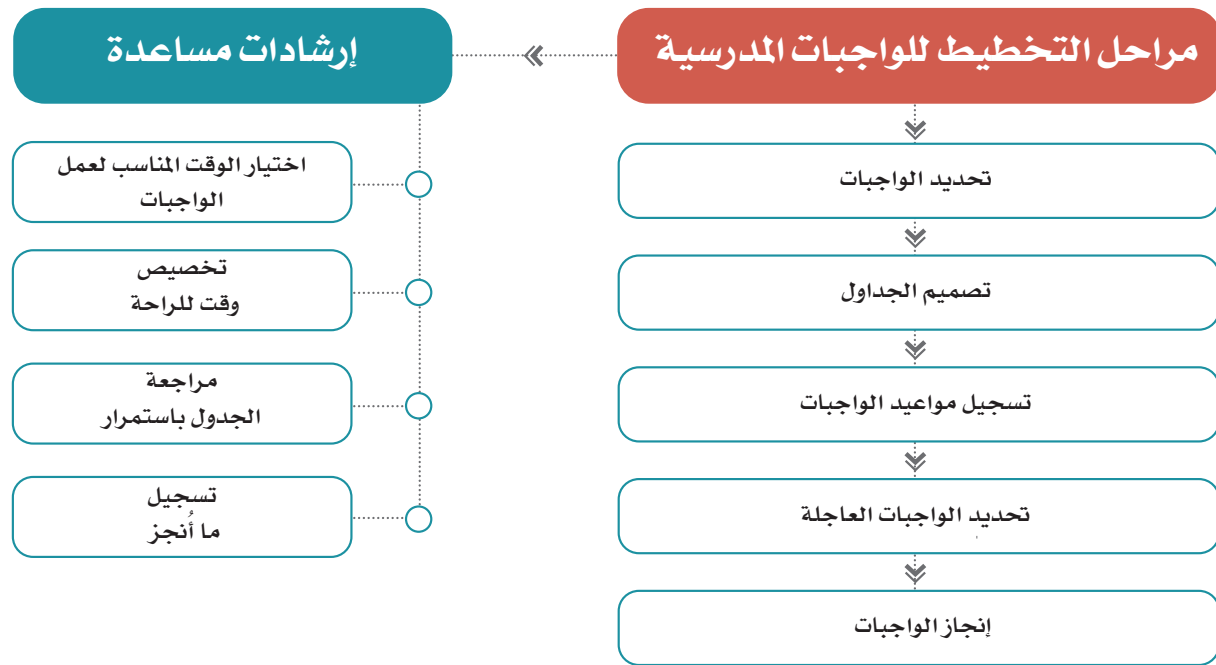 مراحل التخطيط للواجبات المدرسية
تحديد الواجبات
تصميم الجداول
تسجيل مواعيد الواجبات
تحديد الواجبات العاجلة
إنجاز الواجبات
إرشادات مساعدة
اختيار الوقت المناسب لعمل
الواجبات
تخصيص
وقت للراحة
مراجعة
الجدول باستمرار
تسجيل
ما أُنجز